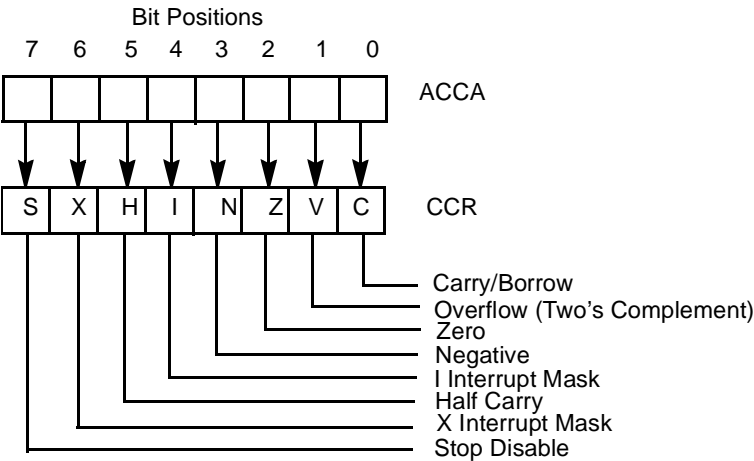 Bit Positions
7 6 5 4 3 2 1 0
ACCA
S X H I N Z V C CCR
Carry/Borrow
Overflow (Two's Complement)
Zero
Negative
I Interrupt Mask
Half Carry
X Interrupt Mask
Stop Disable